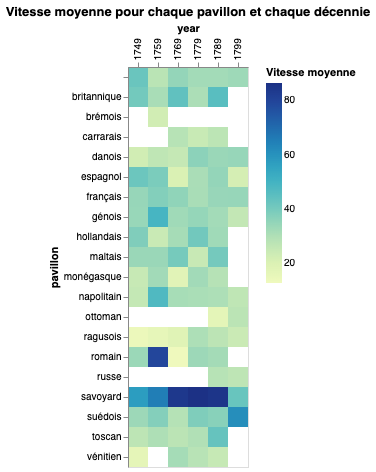 Vitesse moyenne pour chaque pavillon et chaque décennie
year
1749 1759 1769 1779 1789 1799
Vitesse moyenne
80
60
40
20
pavillon
britannique
brémois
carrarais
danois
espagnol
français
génois
hollandais
maltais
monégasque
napolitain
ottoman
ragusois
romain
russe
savoyard
suédois
toscan
vénitien